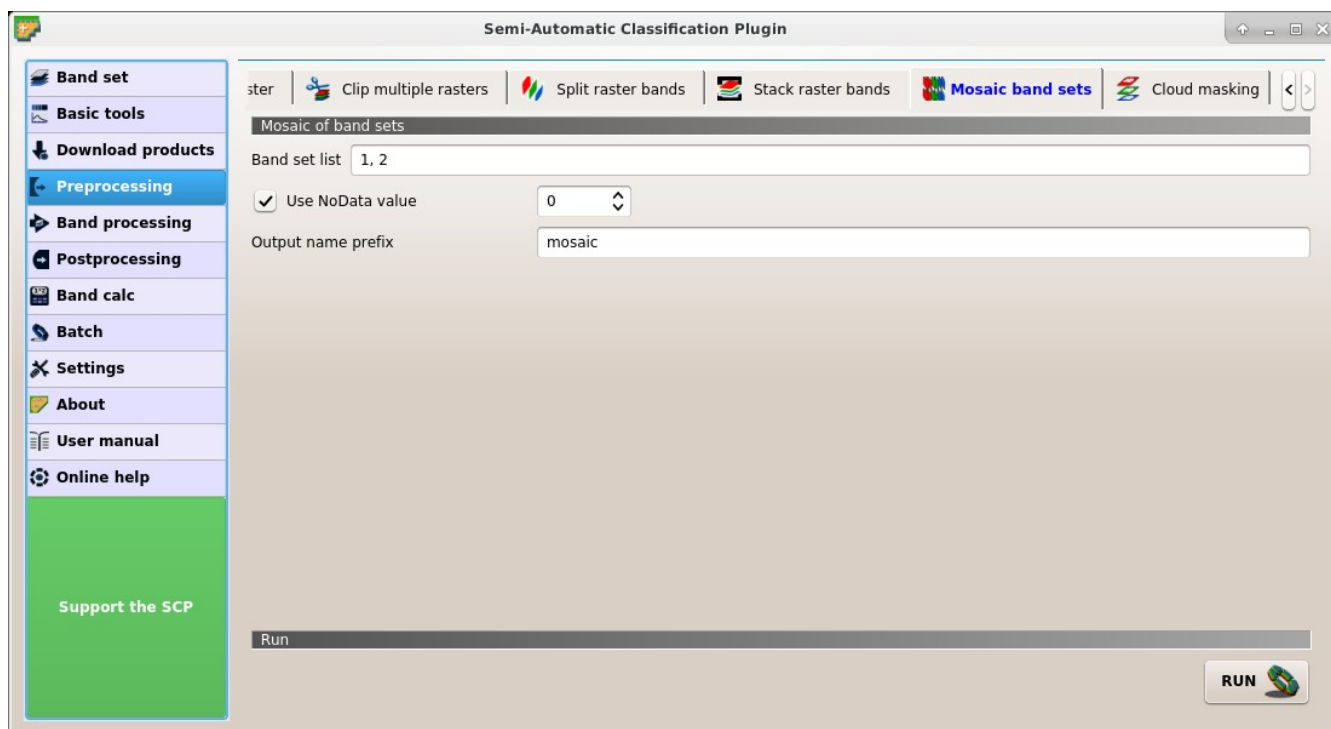 Semi-Automatic Classification Plugin
Band set
Basic tools
Download products
Preprocessing
Band processing
Postprocessing
Band calc
Batch
Settings
About
User manual
Online help
Support the SCP
ster Clip multiple rasters Split raster bands Stack raster bands Mosaic band sets Cloud masking < >
Mosaic of band sets
Band set list 1, 2
Use NoData value 0
Output name prefix mosaic
Run
RUN